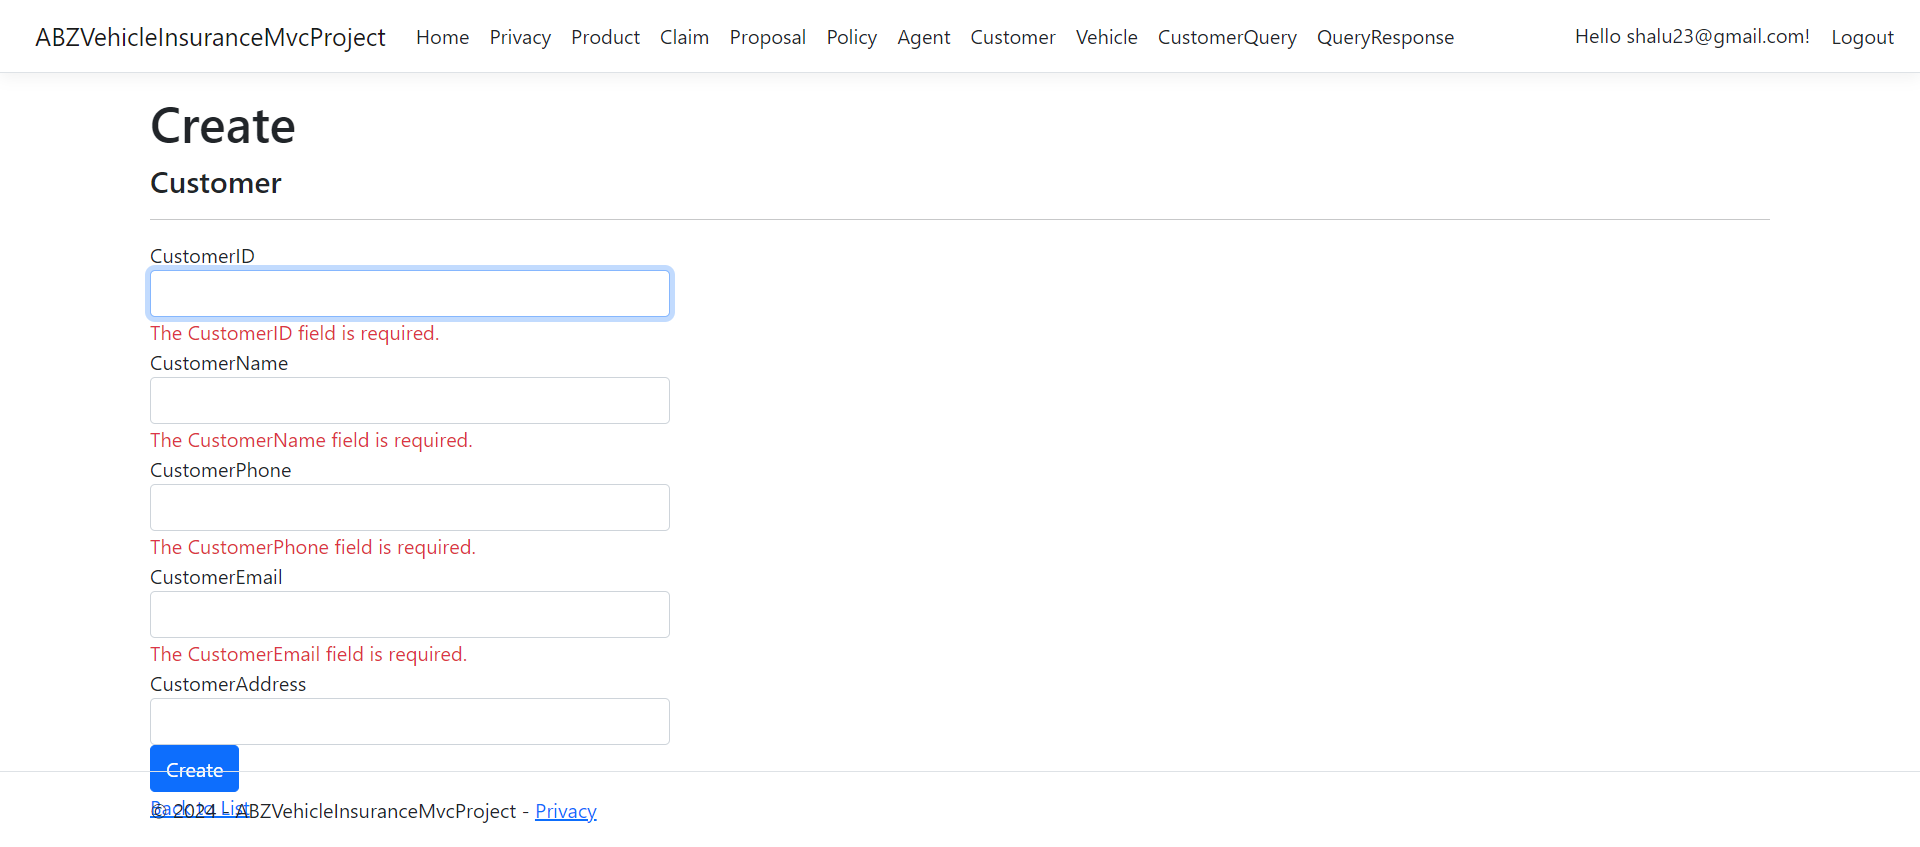 ABZVehicleInsuranceMvcProject Home Privacy Product Claim Proposal Policy Agent Customer Vehicle CustomerQuery QueryResponse Hello shalu23@gmail.com! Logout
Create
Customer
CustomerID
The CustomerID field is required.
CustomerName
The CustomerName field is required.
CustomerPhone
The CustomerPhone field is required.
CustomerEmail
The CustomerEmail field is required.
CustomerAddress
Create
Back to List
© 2024 - ABZVehicleInsuranceMvcProject - Privacy